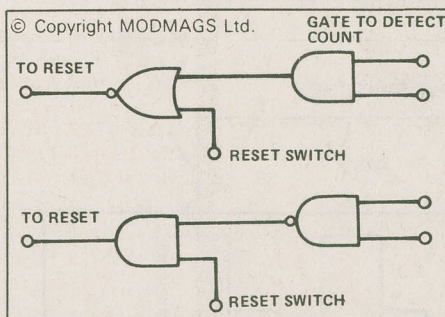 © Copyright MODMAGS Ltd.
GATE TO DETECT
COUNT
TO RESET
RESET SWITCH
TO RESET
RESET SWITCH